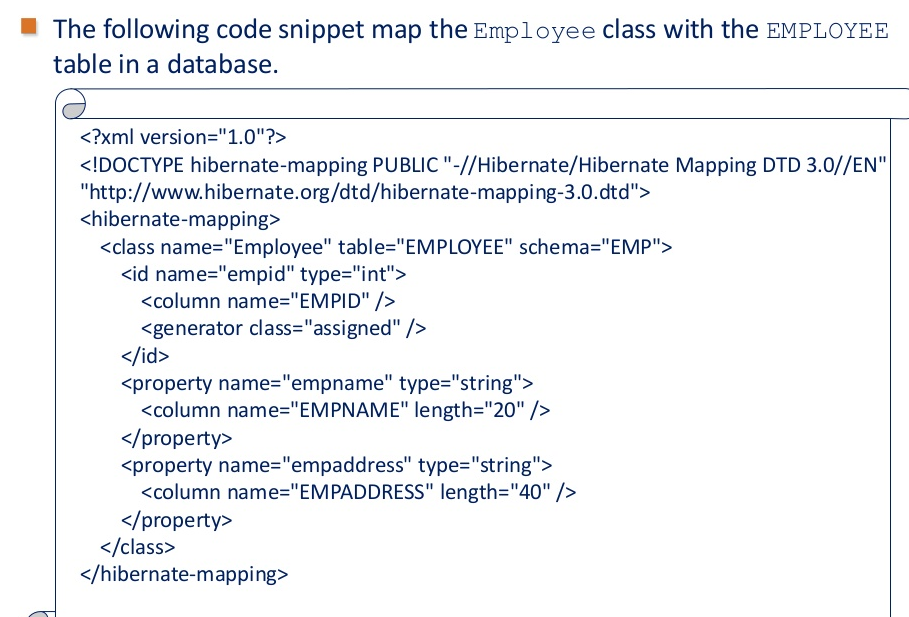 The following code snippet map the Employee class with the EMPLOYEE
table in a database.
<?xml version="1.0"?>
<!DOCTYPE hibernate-mapping PUBLIC "-//Hibernate/Hibernate Mapping DTD 3.0//EN"
"http://www.hibernate.org/dtd/hibernate-mapping-3.0.dtd">
<hibernate-mapping>
<class name="Employee" table="EMPLOYEE" schema="EMP">
<id name="empid" type="int">
<column name="EMPID" />
<generator class="assigned" />
</id>
<property name="empname" type="string">
<column name="EMPNAME" length="20" />
</property>
<property name="empaddress" type="string">
<column name="EMPADDRESS" length="40" />
</property>
</class>
</hibernate-mapping>